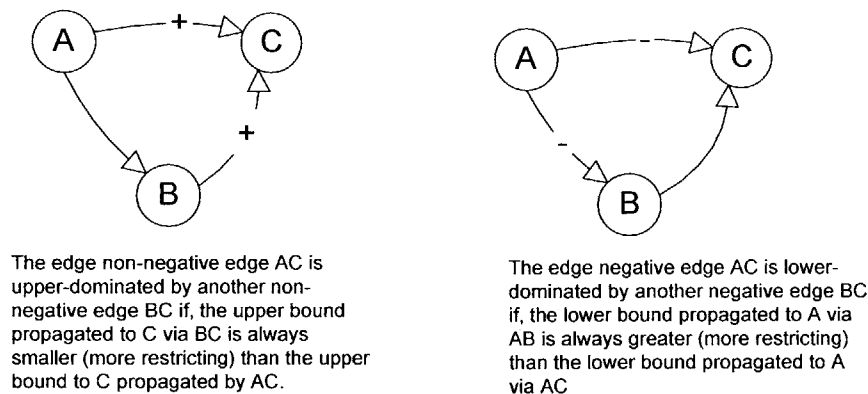 A
+
C
+
B
The edge non-negative edge AC is
upper-dominated by another non-
negative edge BC if, the upper bound
propagated to C via BC is always
smaller (more restricting) than the upper
bound to C propagated by AC.
A
-
C
-
B
The edge negative edge AC is lower-
dominated by another negative edge BC
if, the lower bound propagated to A via
AB is always greater (more restricting)
than the lower bound propagated to A
via AC